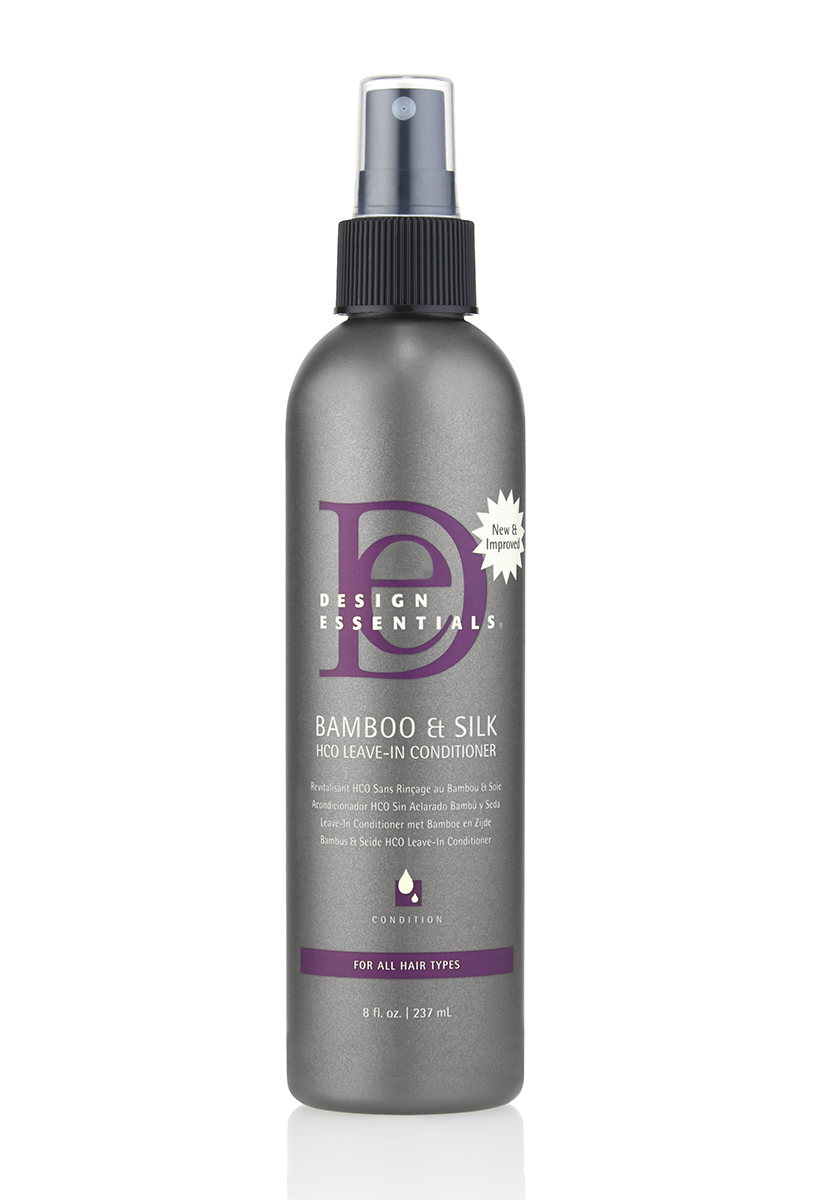 De
New &
Improved
DESIGN
ESSENTIALS®
BAMBOO & SILK
HCO LEAVE-IN CONDITIONER
Revitalisant HCO Sans Rinçage au Bambou & Soie
Acondicionador HCO Sin Aclarado Bambú y Seda
Leave-In Conditioner met Bamboe en Zijde
Bambus & Seide HCO Leave-In Conditioner
CONDITION
FOR ALL HAIR TYPES
8 fl. oz. | 237 mL